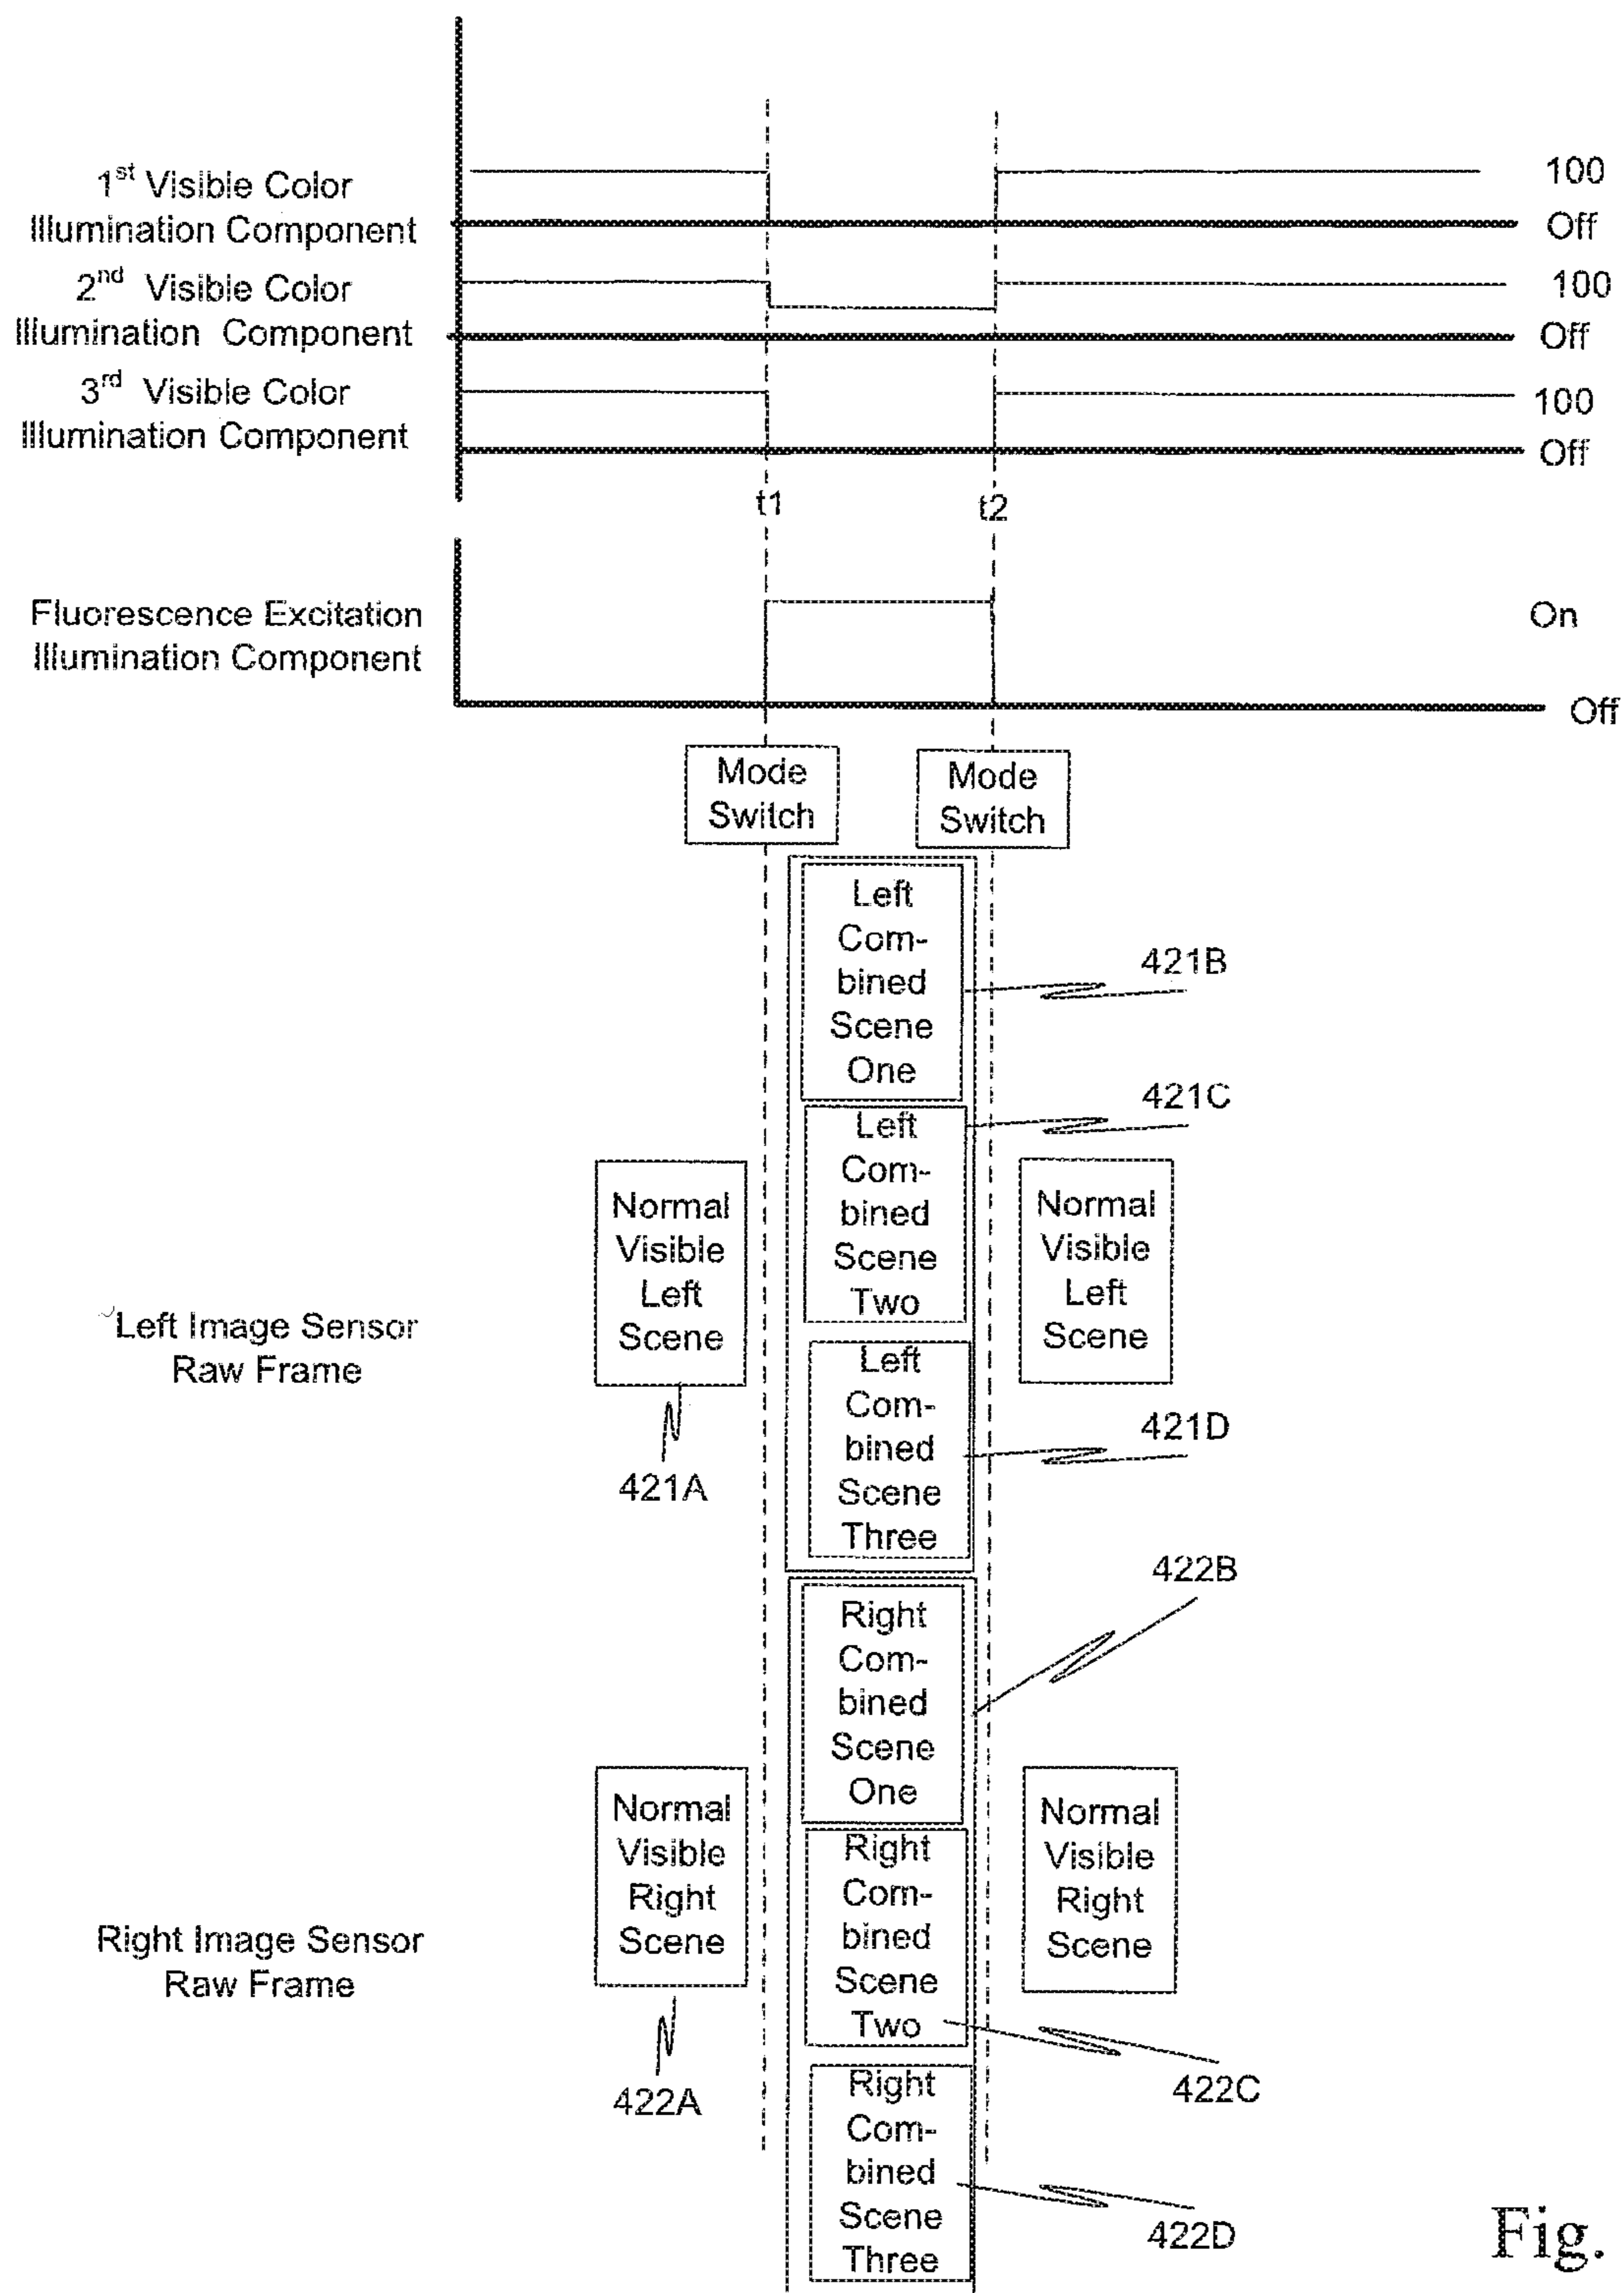 1st Visible Color
Illumination Component
100
Off
2nd Visible Color
Illumination Component
100
Off
3rd Visible Color
Illumination Component
100
Off
t1
t2
Fluorescence Excitation
Illumination Component
On
Off
Mode
Switch
Mode
Switch
Left
Com-
bined
Scene
One
421B
Left
Com-
bined
Scene
Two
421C
Left Image Sensor
Raw Frame
Normal
Visible
Left
Scene
421A
Normal
Visible
Left
Scene
Left
Com-
bined
Scene
Three
421D
Right
Com-
bined
Scene
One
422B
Right Image Sensor
Raw Frame
Normal
Visible
Right
Scene
422A
Normal
Visible
Right
Scene
Right
Com-
bined
Scene
Two
422C
Right
Com-
bined
Scene
Three
422D
Fig.